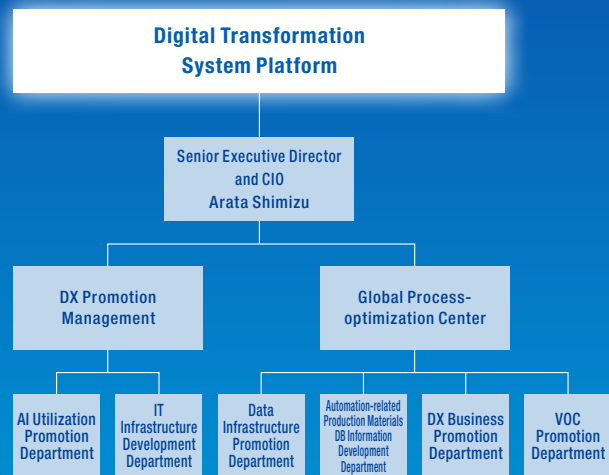 Digital Transformation
System Platform
Senior Executive Director
and CIO
Arata Shimizu
DX Promotion
Management
Global Process-
optimization Center
AI Utilization
Promotion
Department
IT
Infrastructure
Development
Department
Data
Infrastructure
Promotion
Department
Automation-related
Production Materials
DB Information
Development
Department
DX Business
Promotion
Department
VOC
Promotion
Department